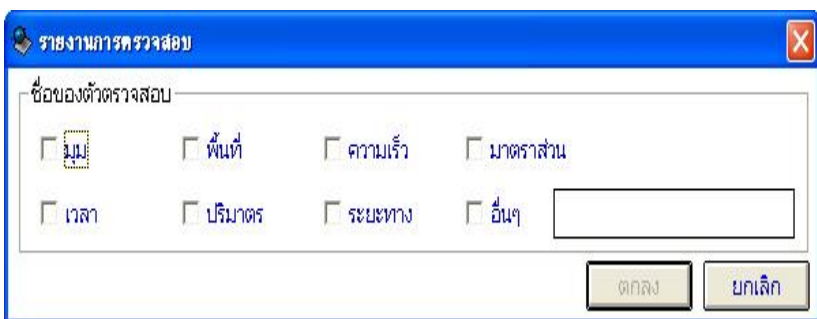 รายงานการตรวจสอบ
ชื่อของตัวตรวจสอบ
มุม พื้นที่ ความเร็ว มาตราส่วน
เวลา ปริมาตร ระยะทาง อื่นๆ
ตกลง ยกเลิก